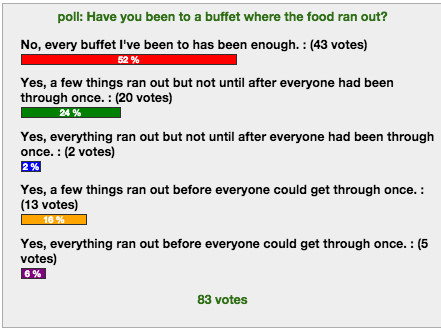 poll: Have you been to a buffet where the food ran out?
No, every buffet I've been to has been enough. : (43 votes)
52 %
Yes, a few things ran out but not until after everyone had been
through once. : (20 votes)
24 %
Yes, everything ran out but not until after everyone had been through
once. : (2 votes)
2 %
Yes, a few things ran out before everyone could get through once. :
(13 votes)
16 %
Yes, everything ran out before everyone could get through once. : (5
votes)
6 %
83 votes